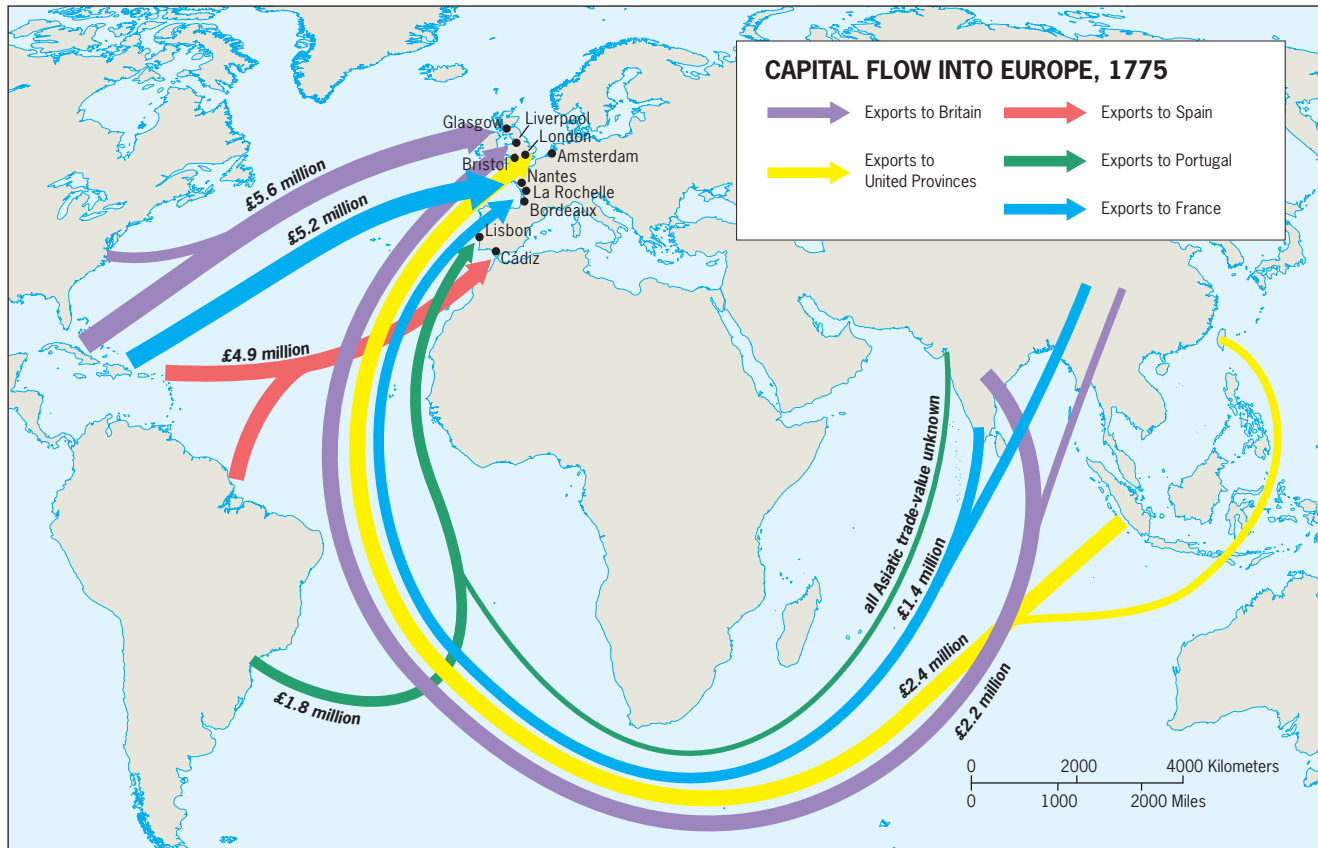 CAPITAL FLOW INTO EUROPE, 1775
Exports to Britain
Exports to Spain
Exports to
United Provinces
Exports to Portugal
Exports to France
Glasgow
Liverpool
London
Bristol
Amsterdam
Nantes
La Rochelle
Bordeaux
Lisbon
Cádiz
£5.6 million
£5.2 million
£4.9 million
£1.8 million
all Asiatic trade-value unknown
£1.4 million
£2.4 million
£2.2 million
0 2000 4000 Kilometers
0 1000 2000 Miles